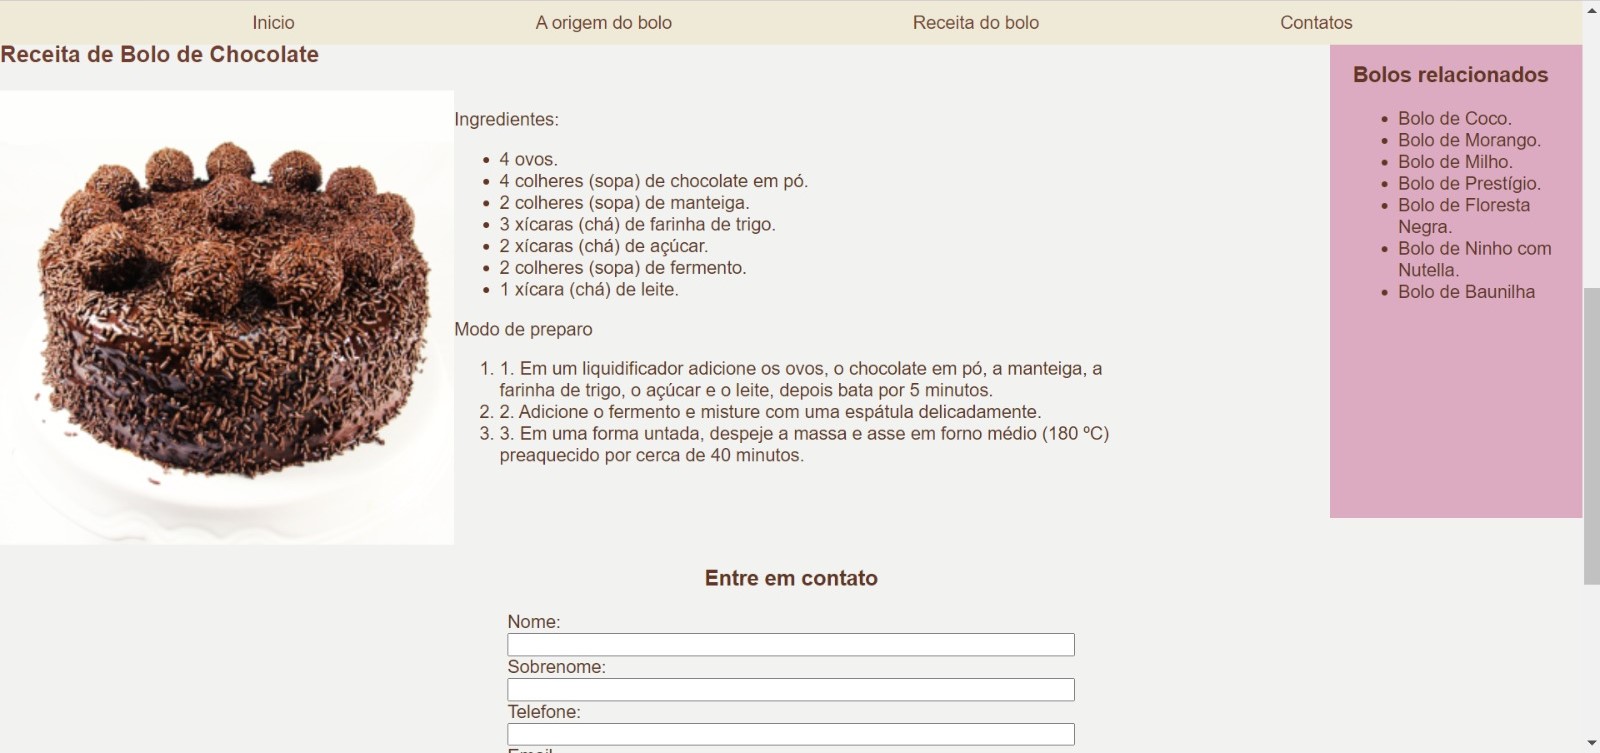 Inicio
A origem do bolo
Receita do bolo
Contatos
Receita de Bolo de Chocolate
Ingredientes:
4 ovos.
4 colheres (sopa) de chocolate em pó.
2 colheres (sopa) de manteiga.
3 xícaras (chá) de farinha de trigo.
2 xícaras (chá) de açúcar.
2 colheres (sopa) de fermento.
1 xícara (chá) de leite.
Modo de preparo
1. 1. Em um liquidificador adicione os ovos, o chocolate em pó, a manteiga, a
farinha de trigo, o açúcar e o leite, depois bata por 5 minutos.
2. 2. Adicione o fermento e misture com uma espátula delicadamente.
3. 3. Em uma forma untada, despeje a massa e asse em forno médio (180 ºC)
preaquecido por cerca de 40 minutos.
Bolos relacionados
Bolo de Coco.
Bolo de Morango.
Bolo de Milho.
Bolo de Prestígio.
Bolo de Floresta
Negra.
Bolo de Ninho com
Nutella.
Bolo de Baunilha
Entre em contato
Nome:
Sobrenome:
Telefone: